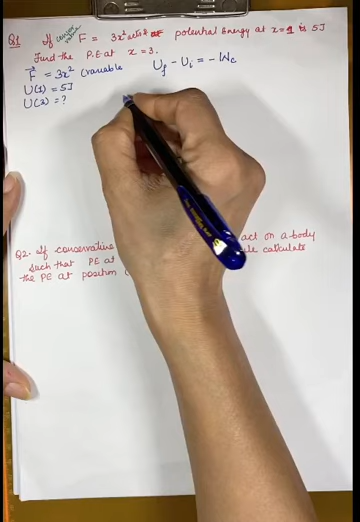 Q1 If conservative F = 3x² acts & potential Energy at x=1 is 5J
Find the P.E at x = 3.
F = 3x² (variable
U(1) = 5J
U(3) = ?
Uf - Ui = - Wc
Q2. If conservative act on a body
such that PE at calculate
the PE at position